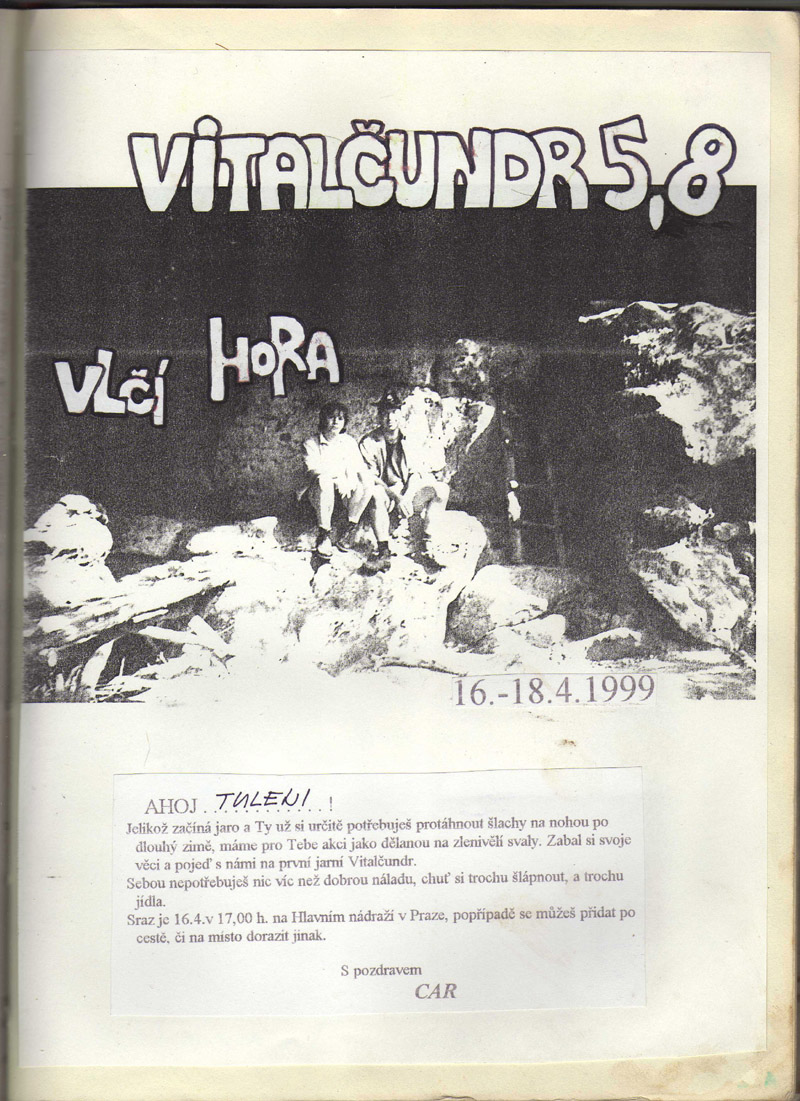 VITALČUNDR 5,8
VLČÍ HORA
16.-18.4.1999
AHOJ..TULENI..!
Jelikož začíná jaro a Ty už si určitě potřebuješ protáhnout šlachy na nohou po
dlouhý zimě, máme pro Tebe akci jako dělanou na zlenivělí svaly. Zabal si svoje
věci a pojeď s námi na první jarní Vitalčundr.
Sebou nepotřebuješ nic víc než dobrou náladu, chuť si trochu šlápnout, a trochu
jídla.
Sraz je 16.4.v 17,00 h. na Hlavním nádraží v Praze, popřípadě se můžeš přidat po
cestě, či na místo dorazit jinak.
S pozdravem
CAR